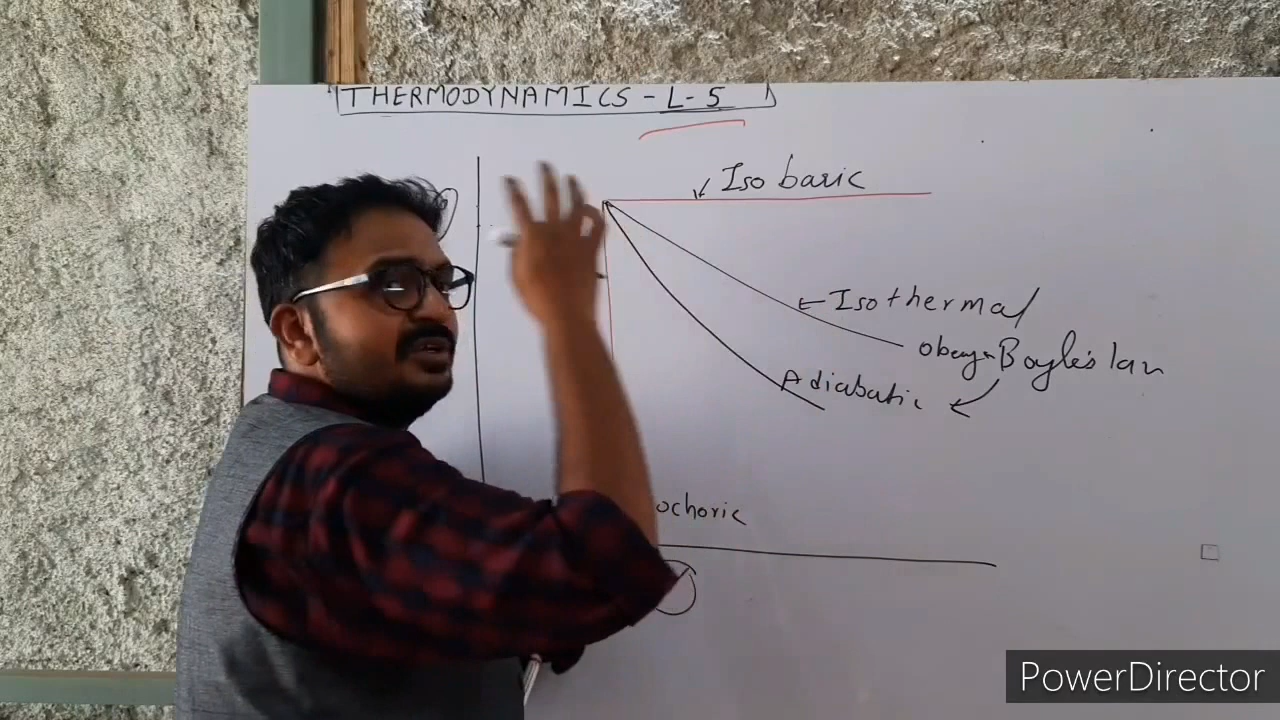 THERMODYNAMICS - L-5
Isobaric
Isothermal
obeys Boyle's law
Adiabatic
ochoric
PowerDirector